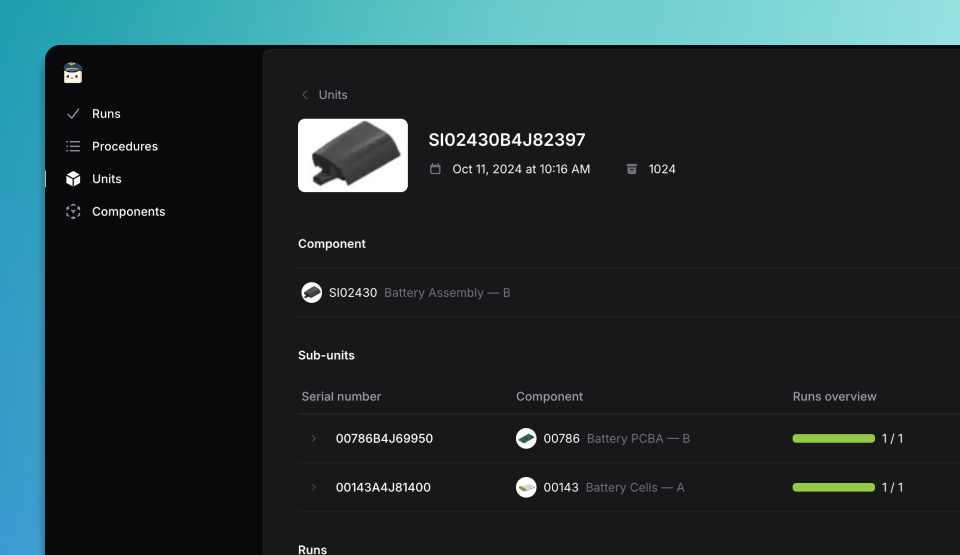 Runs
Procedures
Units
Components
Units
SI02430B4J82397
Oct 11, 2024 at 10:16 AM 1024
Component
SI02430 Battery Assembly — B
Sub-units
Serial number Component Runs overview
00786B4J69950 00786 Battery PCBA — B 1 / 1
00143A4J81400 00143 Battery Cells — A 1 / 1
Runs